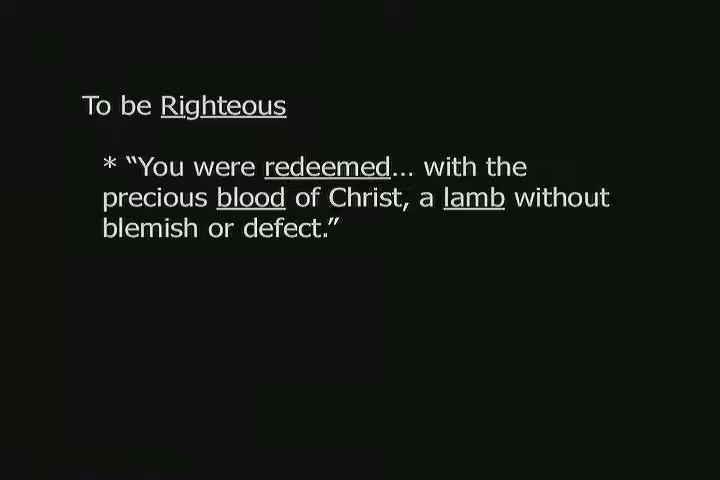 To be Righteous
* “You were redeemed... with the
precious blood of Christ, a lamb without
blemish or defect.”